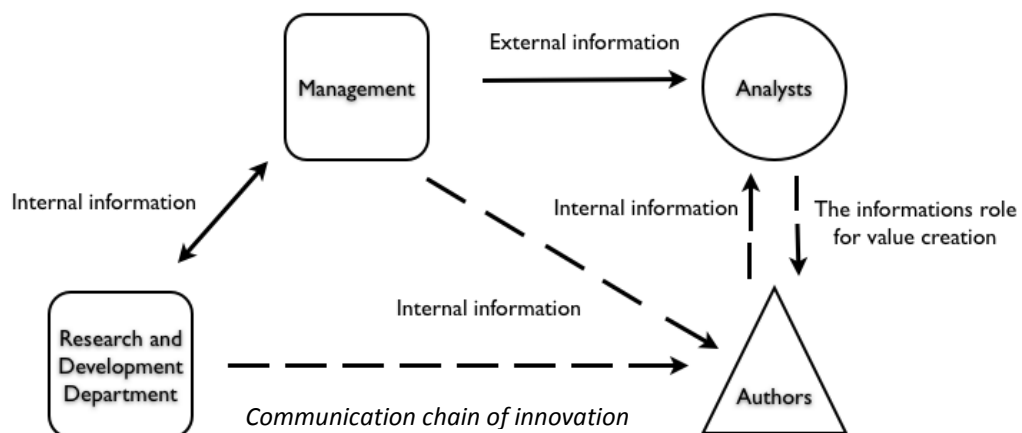 External information
Management
Analysts
Internal information
Internal information
The informations role
for value creation
Internal information
Research and
Development
Department
Authors
Communication chain of innovation